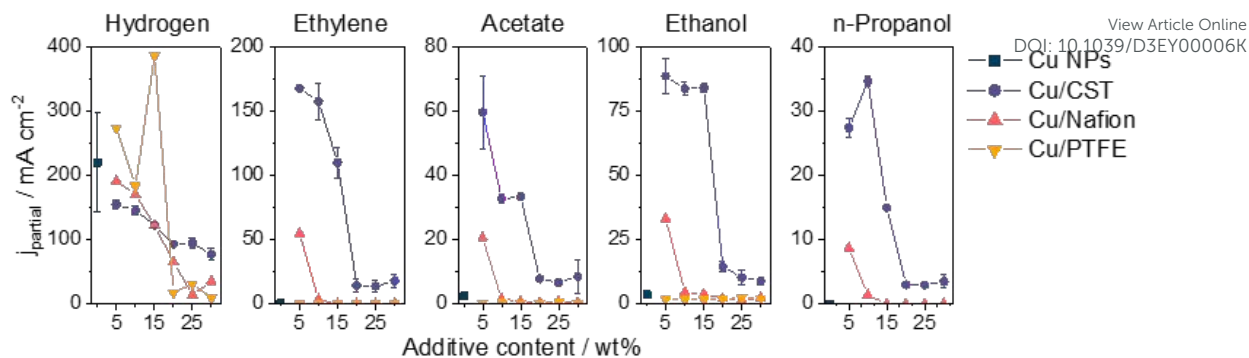 Hydrogen
Ethylene
Acetate
Ethanol
n-Propanol
View Article Online
DOI: 10.1039/D3EY00006K
Cu NPs
Cu/CST
Cu/Nafion
Cu/PTFE
j_partial / mA cm⁻²
400
300
200
100
0
200
150
100
50
0
80
60
40
20
0
100
75
50
25
0
40
30
20
10
0
5 15 25
5 15 25
5 15 25
5 15 25
5 15 25
Additive content / wt%